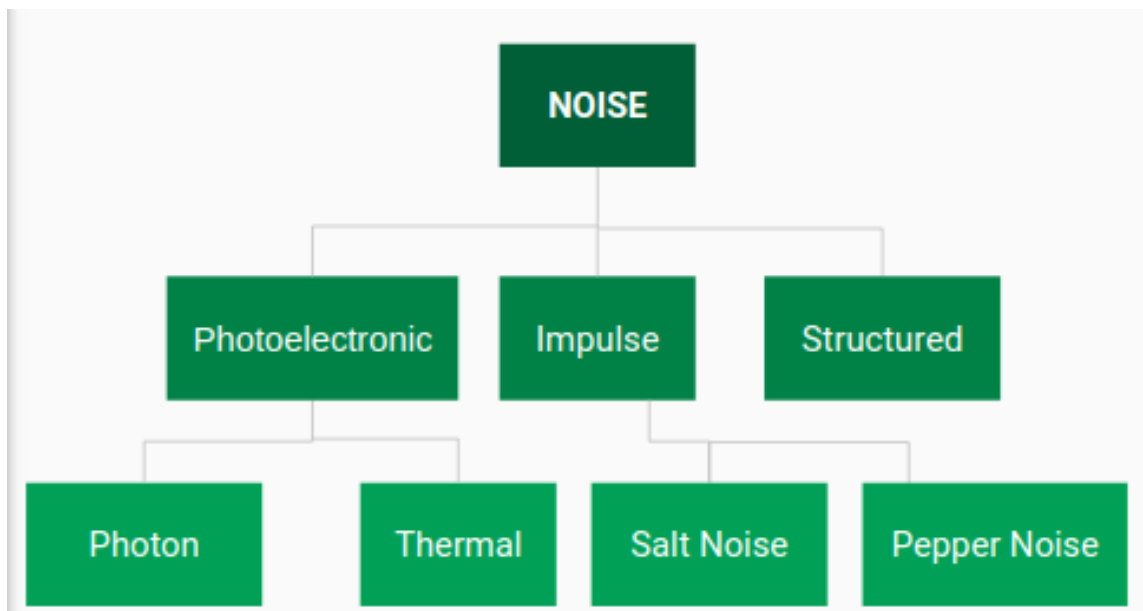 NOISE
Photoelectronic
Impulse
Structured
Photon
Thermal
Salt Noise
Pepper Noise